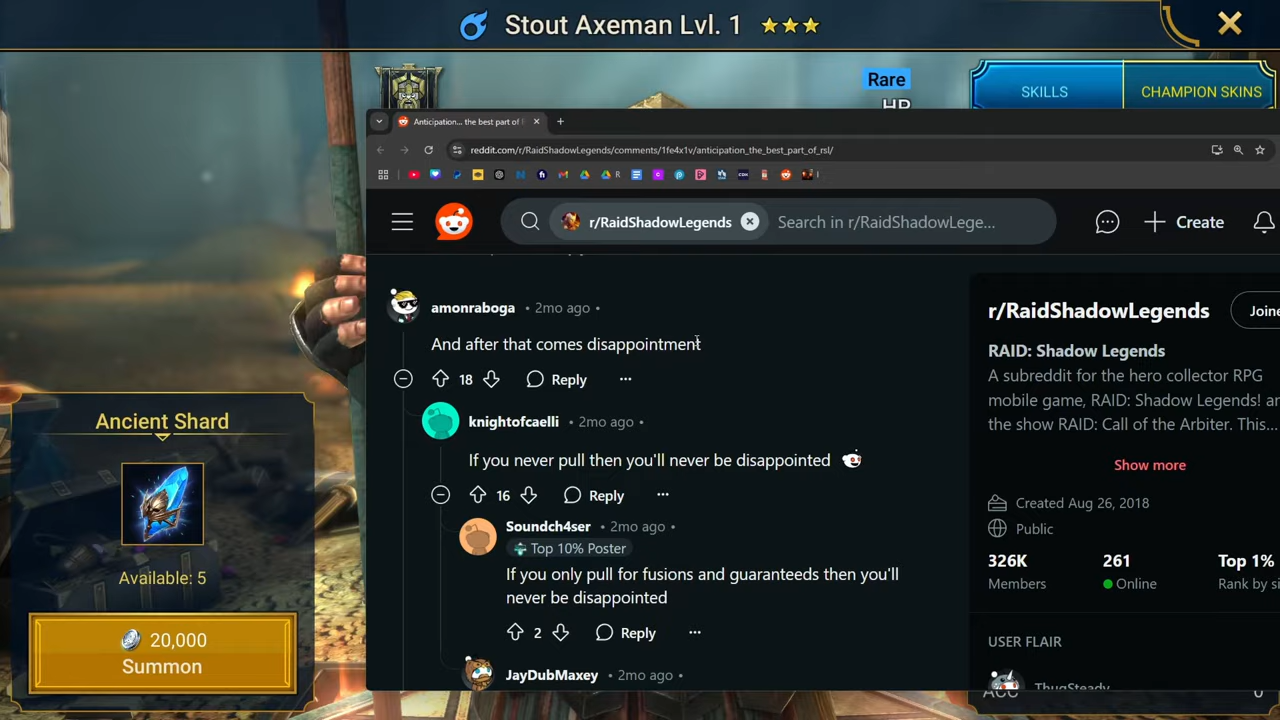 Stout Axeman Lvl. 1
Rare
HP
SKILLS
CHAMPION SKINS
Anticipation... the best part of
reddit.com/r/RaidShadowLegends/comments/1fe4x1v/anticipation_the_best_part_of_rsl/
r/RaidShadowLegends
Search in r/RaidShadowLege...
Create
amonraboga • 2mo ago •
And after that comes disappointment
18 Reply
knightofcaelli • 2mo ago •
If you never pull then you'll never be disappointed
16 Reply
Soundch4ser • 2mo ago •
Top 10% Poster
If you only pull for fusions and guaranteeds then you'll
never be disappointed
2 Reply
JayDubMaxey • 2mo ago •
r/RaidShadowLegends
Joine
RAID: Shadow Legends
A subreddit for the hero collector RPG
mobile game, RAID: Shadow Legends! an
the show RAID: Call of the Arbiter. This...
Show more
Created Aug 26, 2018
Public
326K 261 Top 1%
Members Online Rank by si
USER FLAIR
ThugSteady
ACC 0
Ancient Shard
Available: 5
20,000
Summon